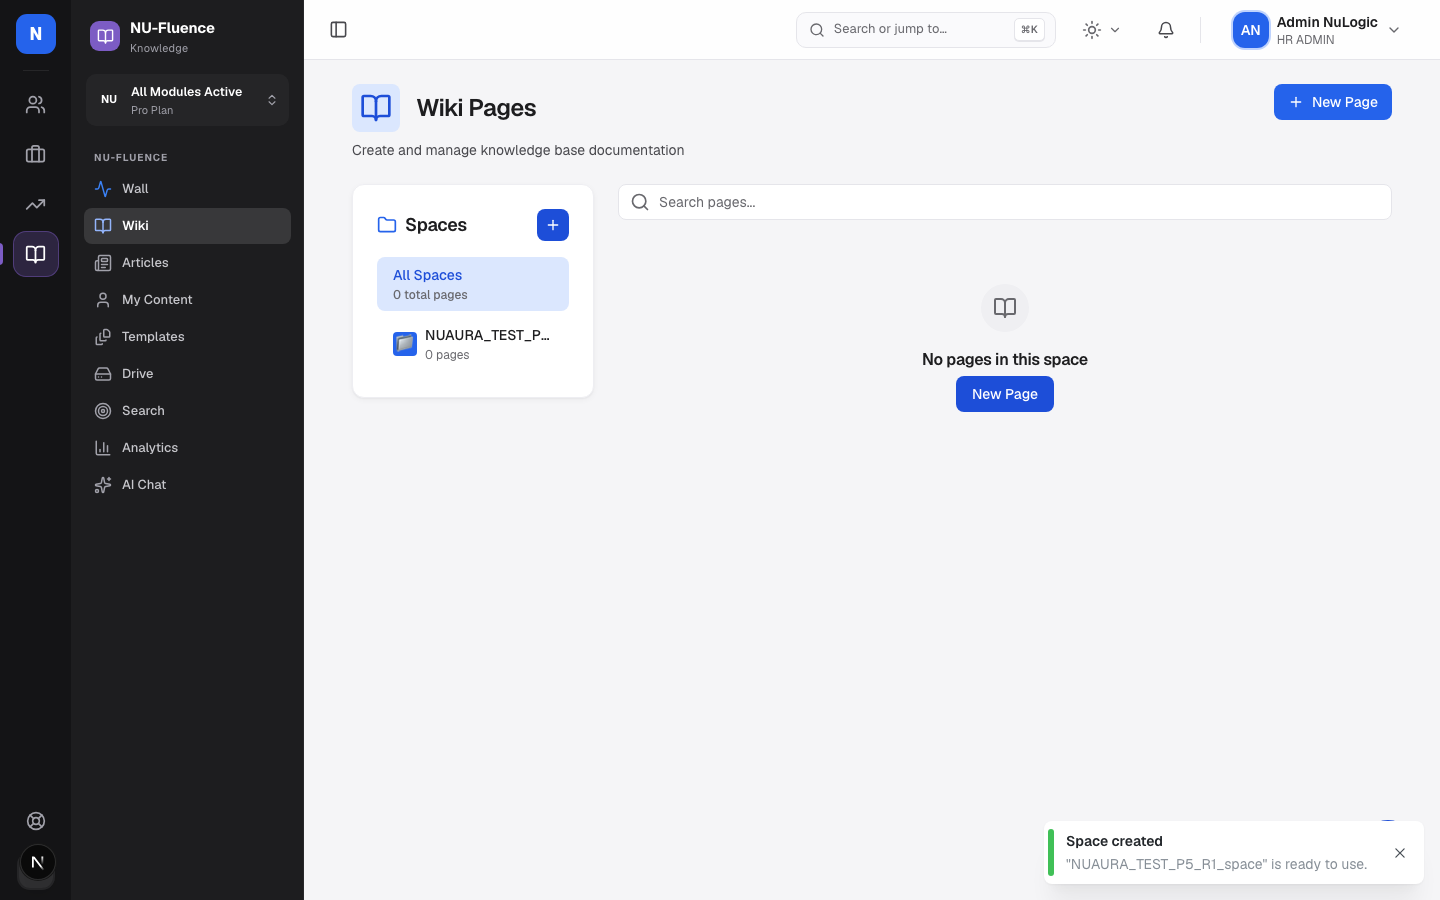 N
NU-Fluence
Knowledge
NU
All Modules Active
Pro Plan
NU-FLUENCE
Wall
Wiki
Articles
My Content
Templates
Drive
Search
Analytics
AI Chat
N
Search or jump to...
⌘K
AN
Admin NuLogic
HR ADMIN
Wiki Pages
New Page
Create and manage knowledge base documentation
Spaces
All Spaces
0 total pages
NUAURA_TEST_P...
0 pages
Search pages...
No pages in this space
New Page
Space created
"NUAURA_TEST_P5_R1_space" is ready to use.